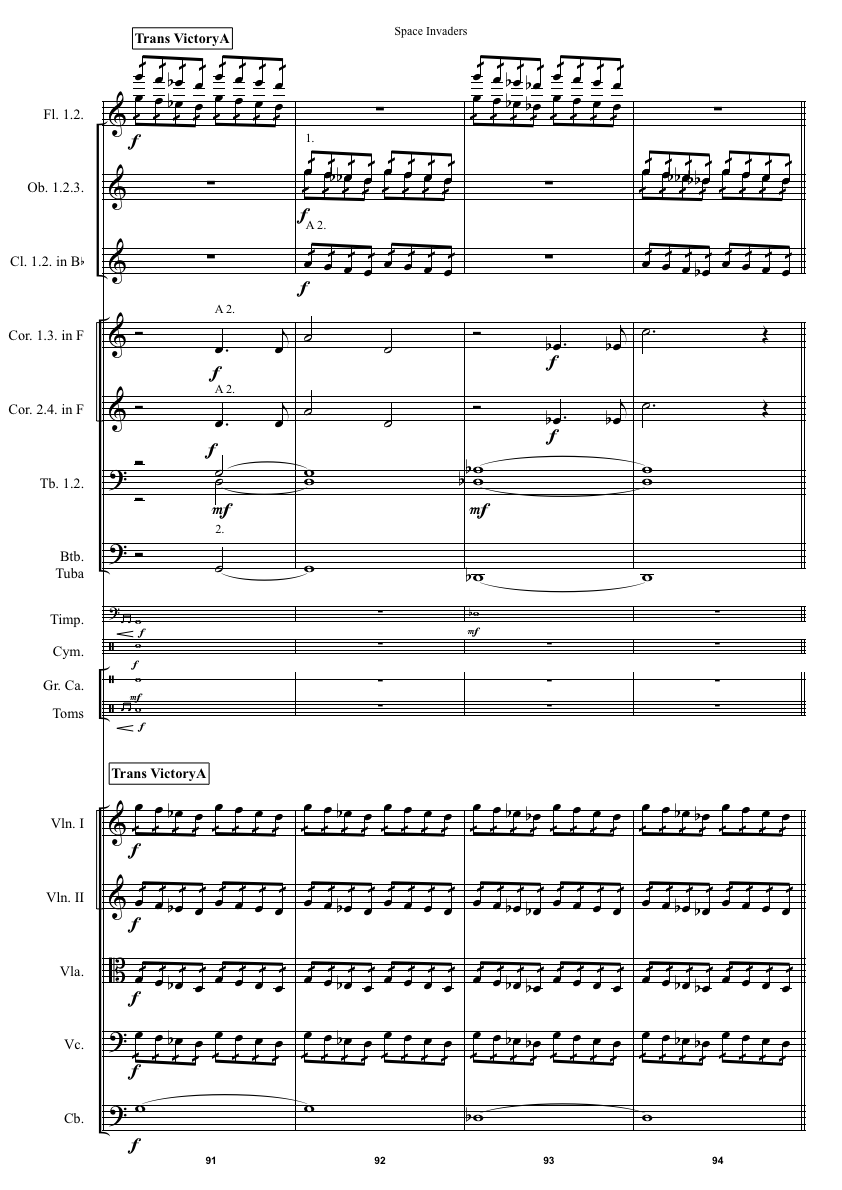 Space Invaders
Trans VictoryA
Fl. 1.2.
f
1.
Ob. 1.2.3.
f
A 2.
Cl. 1.2. in B♭
f
A 2.
Cor. 1.3. in F
f
f
A 2.
Cor. 2.4. in F
f
f
Tb. 1.2.
mf
mf
2.
Btb.
Tuba
Timp.
f
mf
Cym.
f
Gr. Ca.
mf
Toms
f
Trans VictoryA
Vln. I
f
Vln. II
f
Vla.
f
Vc.
f
Cb.
f
91 92 93 94